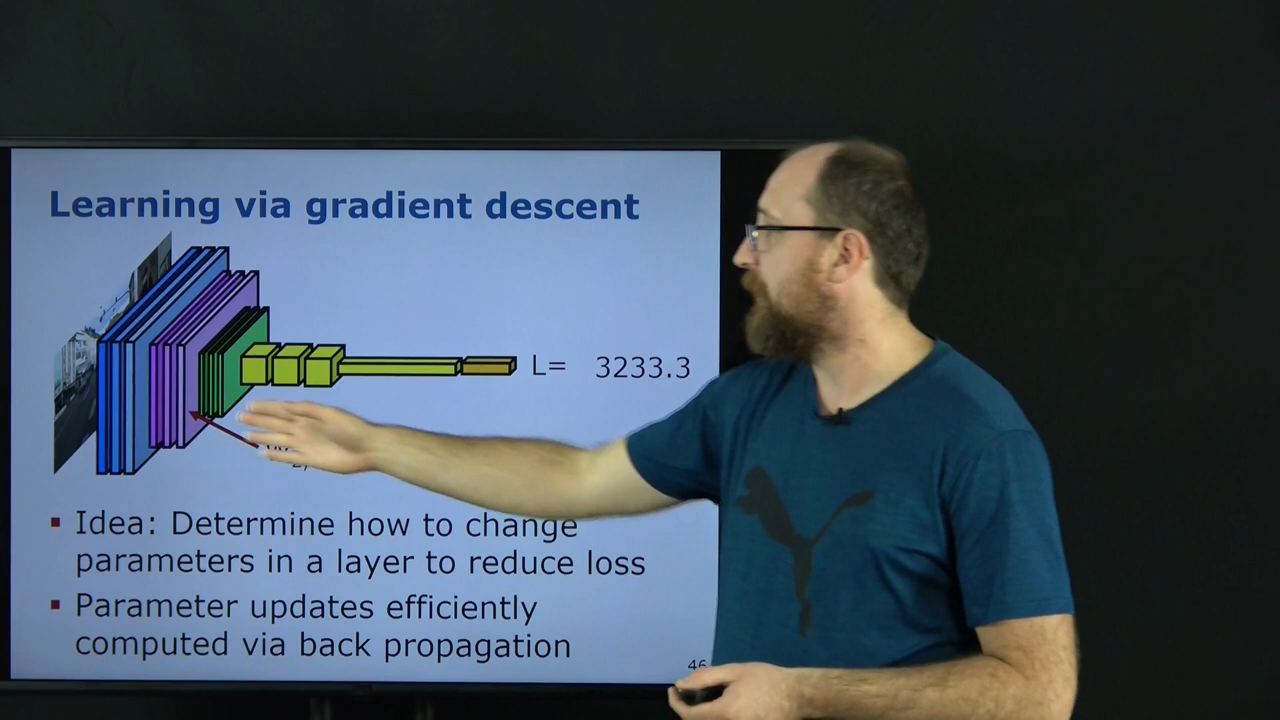 Learning via gradient descent
L= 3233.3
▪ Idea: Determine how to change
parameters in a layer to reduce loss
▪ Parameter updates efficiently
computed via back propagation
46